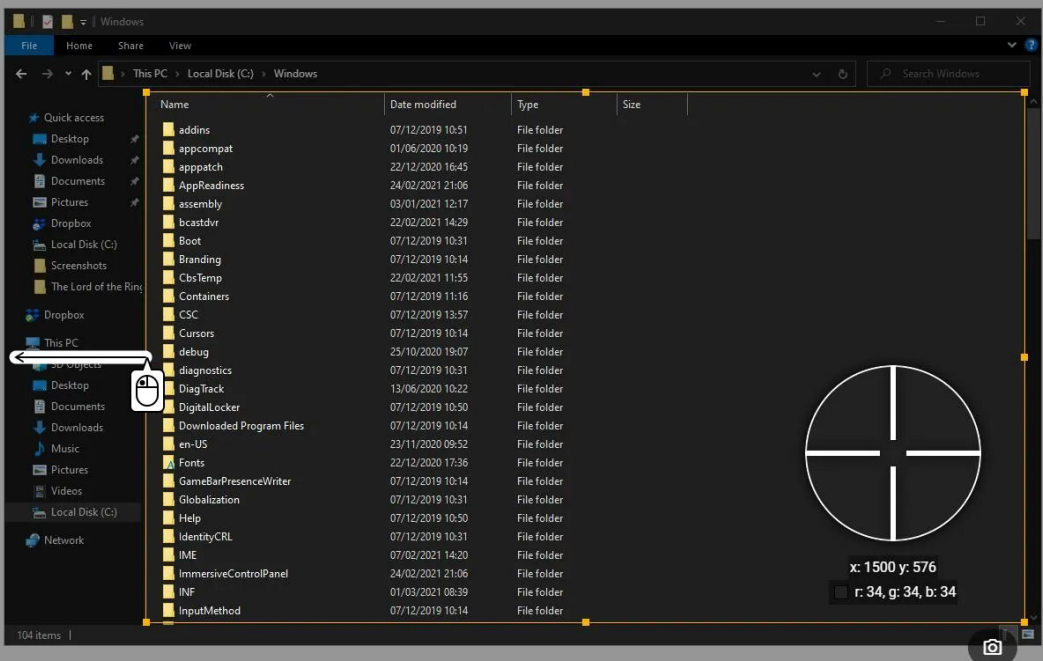 Windows
File Home Share View
This PC Local Disk (C:) Windows Search Windows
Name Date modified Type Size
Quick access
Desktop
Downloads
Documents
Pictures
Dropbox
Local Disk (C:)
Screenshots
The Lord of the Ring
Dropbox
This PC
3D Objects
Desktop
Documents
Downloads
Music
Pictures
Videos
Local Disk (C:)
Network
addins 07/12/2019 10:51 File folder
appcompat 01/06/2020 10:19 File folder
apppatch 22/12/2020 16:45 File folder
AppReadiness 24/02/2021 21:06 File folder
assembly 03/01/2021 12:17 File folder
bcastdvr 22/02/2021 14:29 File folder
Boot 07/12/2019 10:31 File folder
Branding 07/12/2019 10:14 File folder
CbsTemp 22/02/2021 11:55 File folder
Containers 07/12/2019 11:16 File folder
CSC 07/12/2019 13:57 File folder
Cursors 07/12/2019 10:14 File folder
debug 25/10/2020 19:07 File folder
diagnostics 07/12/2019 10:31 File folder
DiagTrack 13/06/2020 10:22 File folder
DigitalLocker 07/12/2019 10:50 File folder
Downloaded Program Files 07/12/2019 10:14 File folder
en-US 23/11/2020 09:52 File folder
Fonts 22/12/2020 17:36 File folder
GameBarPresenceWriter 07/12/2019 10:14 File folder
Globalization 07/12/2019 10:31 File folder
Help 07/12/2019 10:50 File folder
IdentityCRL 07/12/2019 10:31 File folder
IME 07/02/2021 14:20 File folder
ImmersiveControlPanel 24/02/2021 21:06 File folder
INF 01/03/2021 08:39 File folder
InputMethod 07/12/2019 10:14 File folder
x: 1500 y: 576
r: 34, g: 34, b: 34
104 items